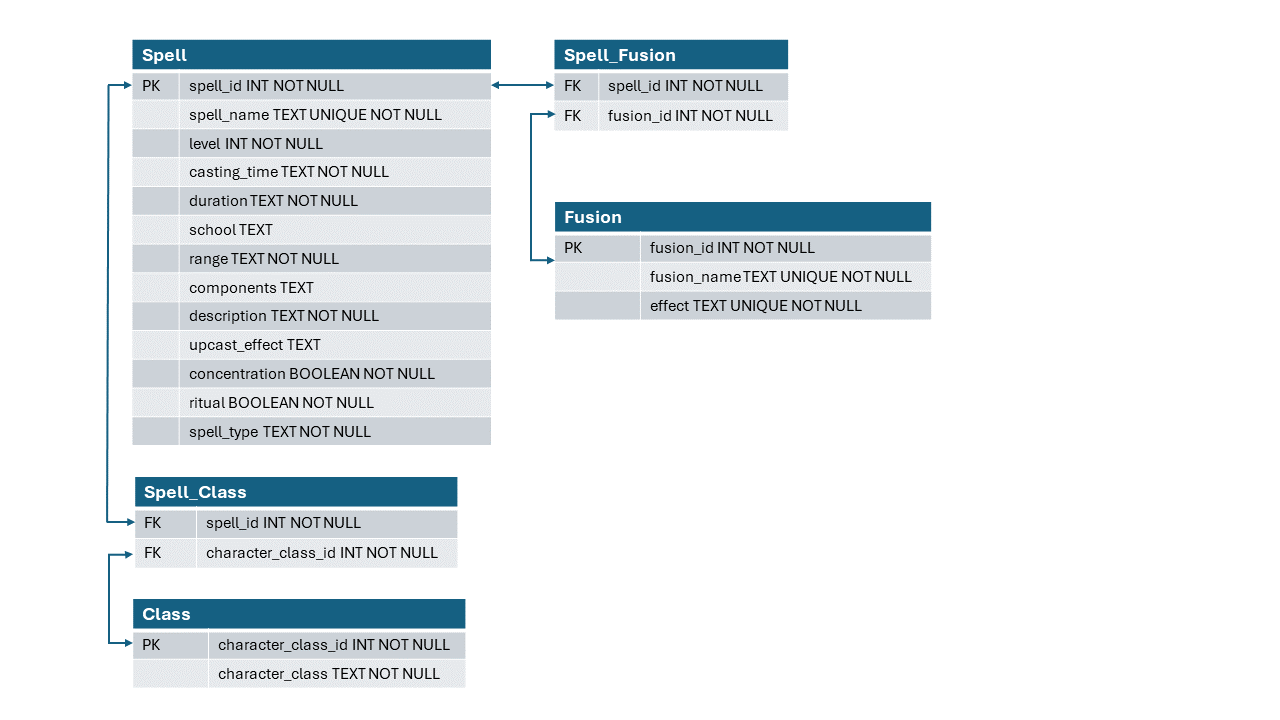 Spell
PK spell_id INT NOT NULL
spell_name TEXT UNIQUE NOT NULL
level INT NOT NULL
casting_time TEXT NOT NULL
duration TEXT NOT NULL
school TEXT
range TEXT NOT NULL
components TEXT
description TEXT NOT NULL
upcast_effect TEXT
concentration BOOLEAN NOT NULL
ritual BOOLEAN NOT NULL
spell_type TEXT NOT NULL
Spell_Fusion
FK spell_id INT NOT NULL
FK fusion_id INT NOT NULL
Fusion
PK fusion_id INT NOT NULL
fusion_name TEXT UNIQUE NOT NULL
effect TEXT UNIQUE NOT NULL
Spell_Class
FK spell_id INT NOT NULL
FK character_class_id INT NOT NULL
Class
PK character_class_id INT NOT NULL
character_class TEXT NOT NULL